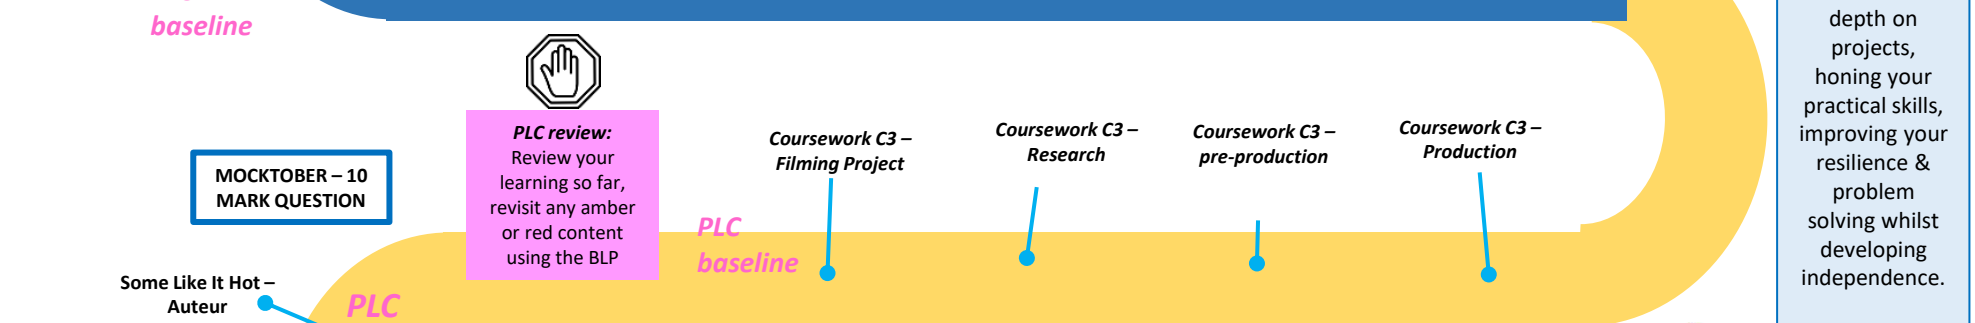 baseline
depth on
projects,
honing your
practical skills,
improving your
resilience &
problem
solving whilst
developing
independence.
Coursework C3 –
Production
Coursework C3 –
pre-production
Coursework C3 –
Research
Coursework C3 –
Filming Project
PLC
baseline
PLC review:
Review your
learning so far,
revisit any amber
or red content
using the BLP
MOCKTOBER – 10
MARK QUESTION
PLC
Some Like It Hot –
Auteur